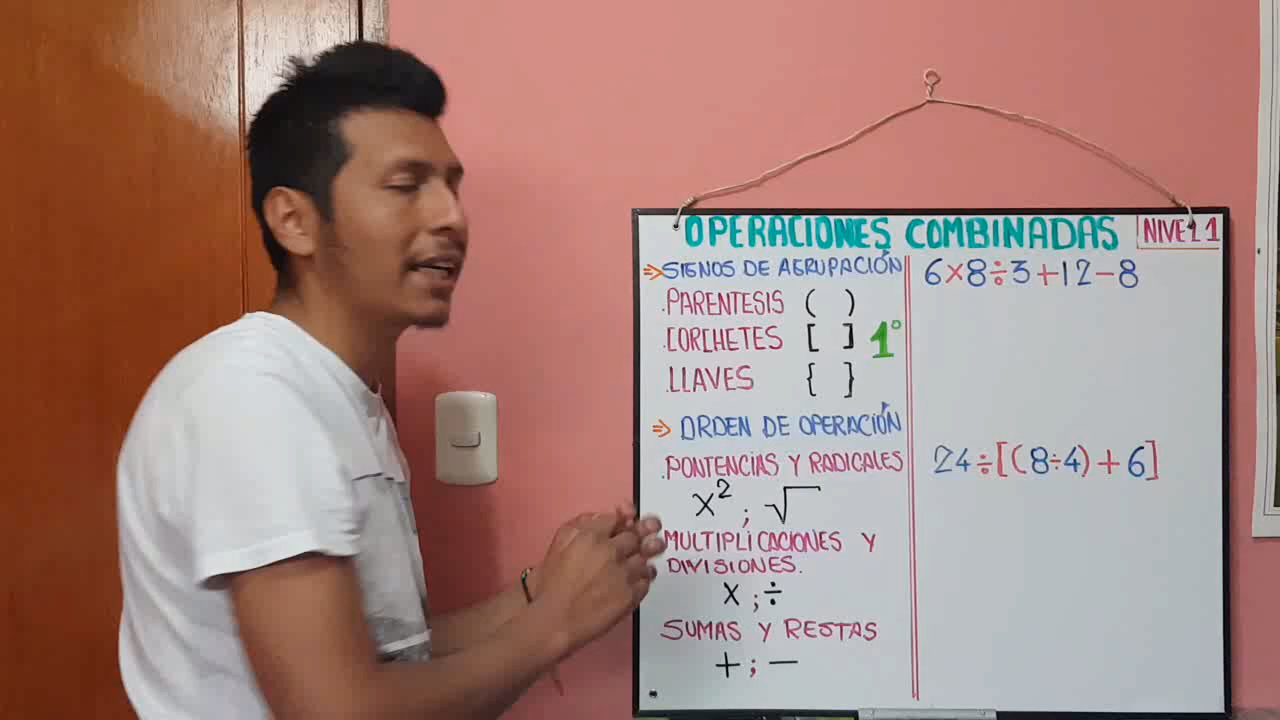 OPERACIONES COMBINADAS NIVEL 1
⇒ SIGNOS DE AGRUPACIÓN
.PARENTESIS ( )
.CORCHETES [ ] 1°
.LLAVES { }
⇒ ORDEN DE OPERACIÓN
.PONTENCIAS Y RADICALES
x² ; √
MULTIPLICACIONES Y
DIVISIONES.
X ; ÷
SUMAS Y RESTAS
+ ; −
6×8÷3+12−8
24÷[(8÷4)+6]